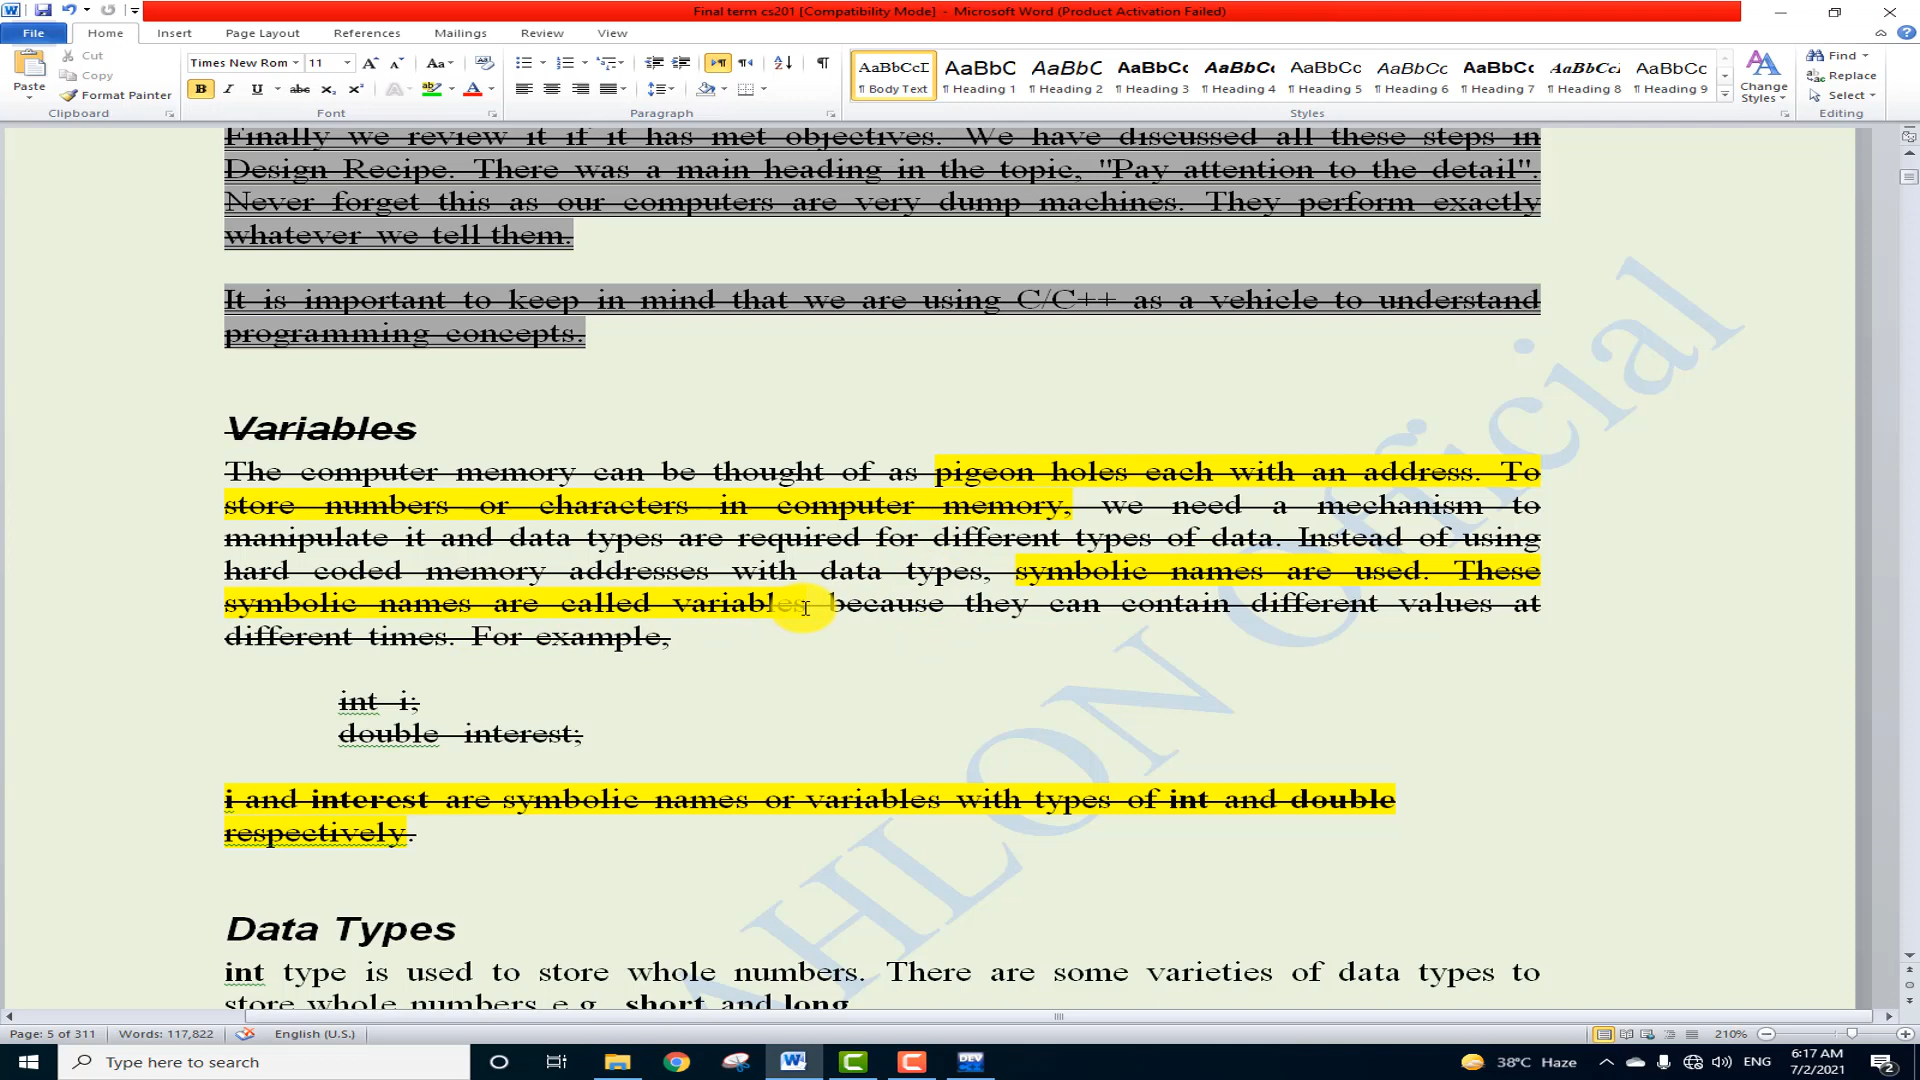 Final term cs201 [Compatibility Mode] - Microsoft Word (Product Activation Failed)
File Home Insert Page Layout References Mailings Review View
Paste
Cut
Copy
Format Painter
Clipboard
Times New Rom 11
Font
Paragraph
AaBbCcD AaBbC AaBbC AaBbCc AaBbCc AaBbCc AaBbCc AaBbCc AaBbCcI AaBbCc
¶ Body Text ¶ Heading 1 ¶ Heading 2 ¶ Heading 3 ¶ Heading 4 ¶ Heading 5 ¶ Heading 6 ¶ Heading 7 ¶ Heading 8 ¶ Heading 9
Styles
Change Styles
Find
Replace
Select
Editing
Finally we review it if it has met objectives. We have discussed all these steps in
Design Recipe. There was a main heading in the topic, "Pay attention to the detail".
Never forget this as our computers are very dump machines. They perform exactly
whatever we tell them.
It is important to keep in mind that we are using C/C++ as a vehicle to understand
programming concepts.
Variables
The computer memory can be thought of as pigeon holes each with an address. To
store numbers or characters in computer memory, we need a mechanism to
manipulate it and data types are required for different types of data. Instead of using
hard coded memory addresses with data types, symbolic names are used. These
symbolic names are called variables because they can contain different values at
different times. For example,
int i;
double interest;
i and interest are symbolic names or variables with types of int and double
respectively.
Data Types
int type is used to store whole numbers. There are some varieties of data types to
store whole numbers e.g., short and long
AHLON Official
Page: 5 of 311 Words: 117,822 English (U.S.) 210%
Type here to search
38°C Haze ENG
6:17 AM
7/2/2021
2